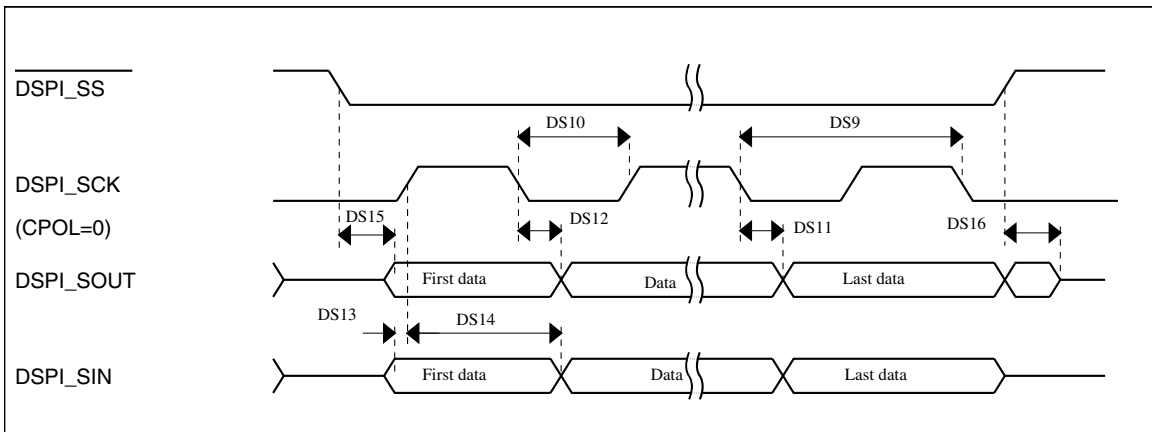 DSPI_SS
DS10
DS9
DSPI_SCK
(CPOL=0)
DS15
DS12
DS11
DS16
DSPI_SOUT
First data
Data
Last data
DS13
DS14
DSPI_SIN
First data
Data
Last data